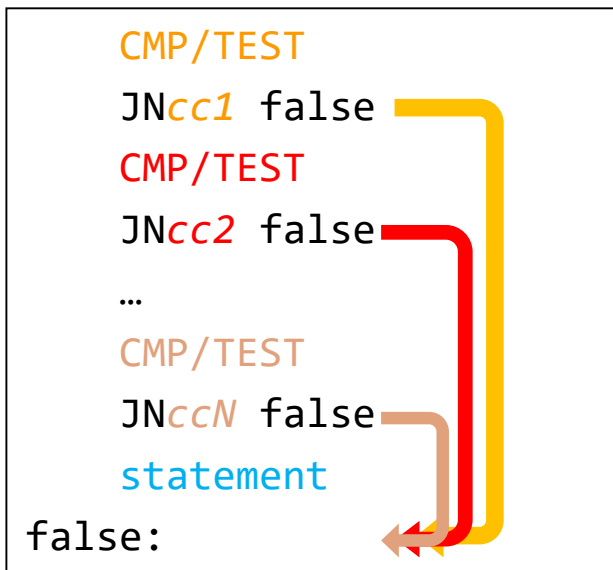 CMP/TEST
JNcc1 false
CMP/TEST
JNcc2 false
…
CMP/TEST
JNccN false
statement
false: